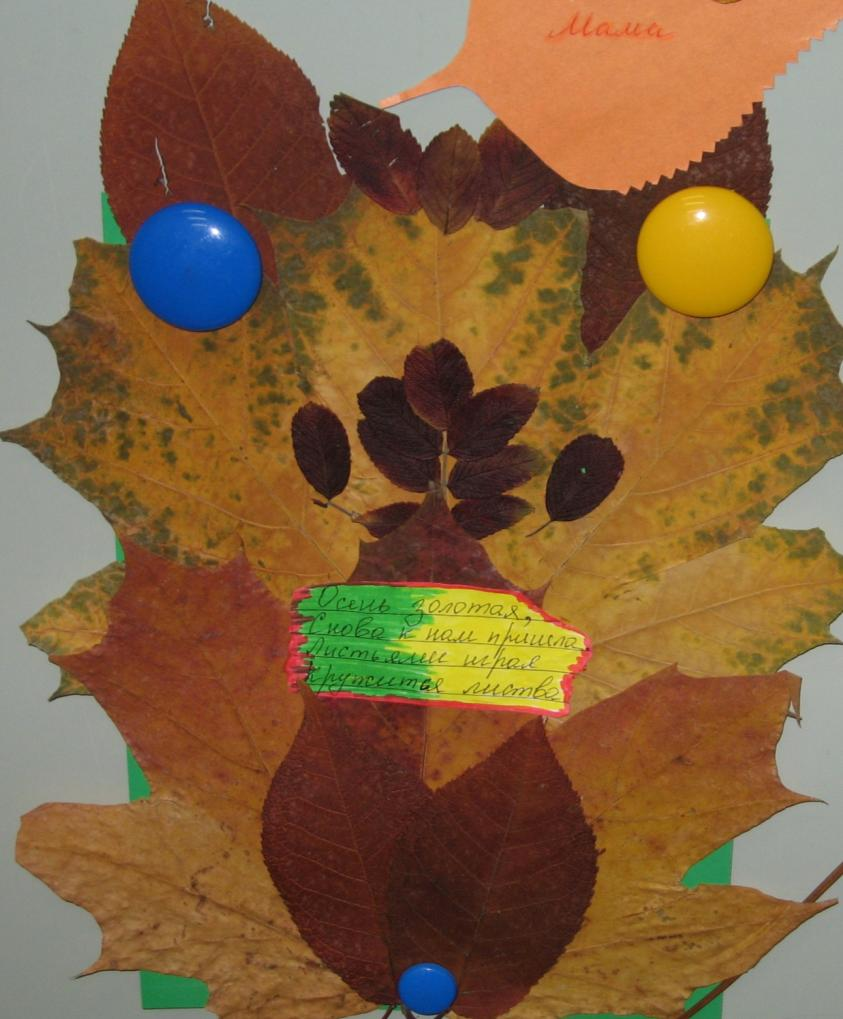 Мама
Осень золотая,
Снова к нам пришла
Листьями играя
Кружится листва